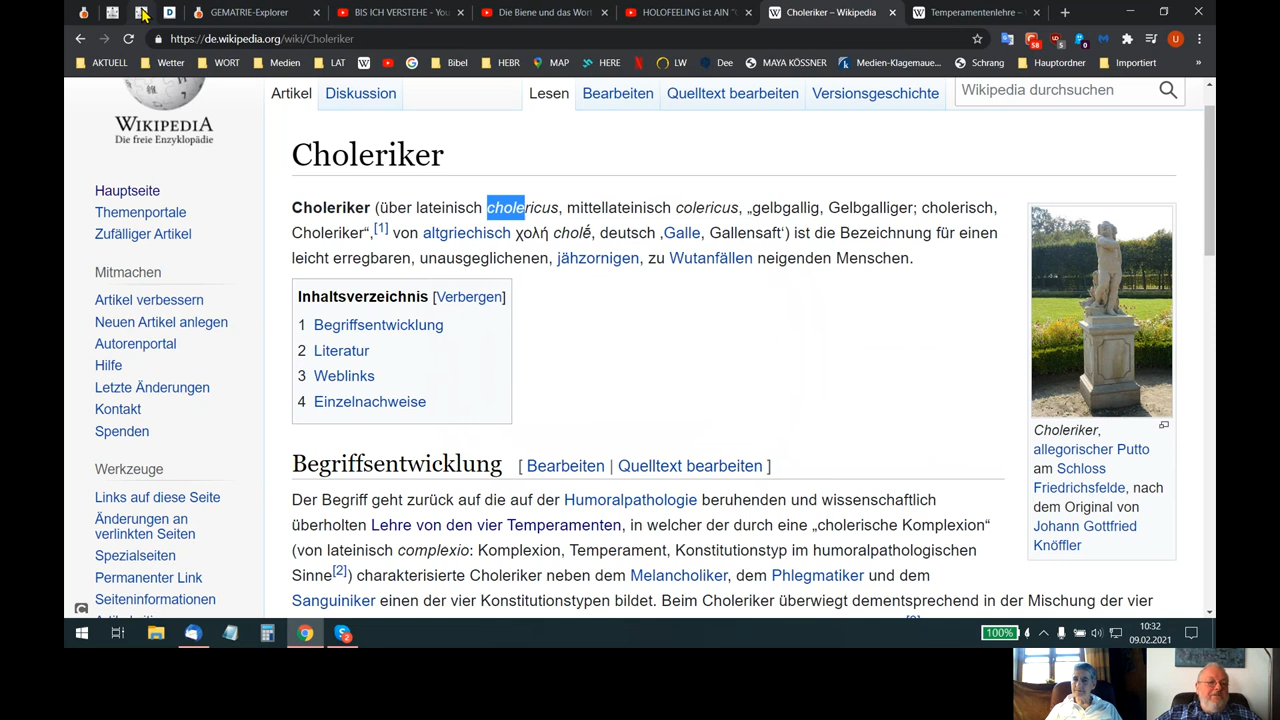 GEMATRIE-Explorer
BIS ICH VERSTEHE - You
Die Biene und das Wort
HOLOFEELING ist AIN "
Choleriker – Wikipedia
Temperamentenlehre –
https://de.wikipedia.org/wiki/Choleriker
58
5
0
U
AKTUELL
Wetter
WORT
Medien
LAT
Bibel
HEBR
MAP
HERE
LW
Dee
MAYA KÖSSNER
Medien-Klagemaue...
Schrang
Hauptordner
Importiert
»
WIKIPEDIA
Die freie Enzyklopädie
Artikel Diskussion
Lesen Bearbeiten Quelltext bearbeiten Versionsgeschichte
Wikipedia durchsuchen
Hauptseite
Themenportale
Zufälliger Artikel
Mitmachen
Artikel verbessern
Neuen Artikel anlegen
Autorenportal
Hilfe
Letzte Änderungen
Kontakt
Spenden
Werkzeuge
Links auf diese Seite
Änderungen an
verlinkten Seiten
Spezialseiten
Permanenter Link
Seiteninformationen
Choleriker
Choleriker (über lateinisch cholericus, mittellateinisch colericus, „gelbgallig, Gelbgalliger; cholerisch,
Choleriker“,[1] von altgriechisch χολή cholḗ, deutsch ‚Galle, Gallensaft‘) ist die Bezeichnung für einen
leicht erregbaren, unausgeglichenen, jähzornigen, zu Wutanfällen neigenden Menschen.
Inhaltsverzeichnis [Verbergen]
1 Begriffsentwicklung
2 Literatur
3 Weblinks
4 Einzelnachweise
Choleriker,
allegorischer Putto
am Schloss
Friedrichsfelde, nach
dem Original von
Johann Gottfried
Knöffler
Begriffsentwicklung [ Bearbeiten | Quelltext bearbeiten ]
Der Begriff geht zurück auf die auf der Humoralpathologie beruhenden und wissenschaftlich
überholten Lehre von den vier Temperamenten, in welcher der durch eine „cholerische Komplexion“
(von lateinisch complexio: Komplexion, Temperament, Konstitutionstyp im humoralpathologischen
Sinne[2]) charakterisierte Choleriker neben dem Melancholiker, dem Phlegmatiker und dem
Sanguiniker einen der vier Konstitutionstypen bildet. Beim Choleriker überwiegt dementsprechend in der Mischung der vier
100%
10:32
09.02.2021